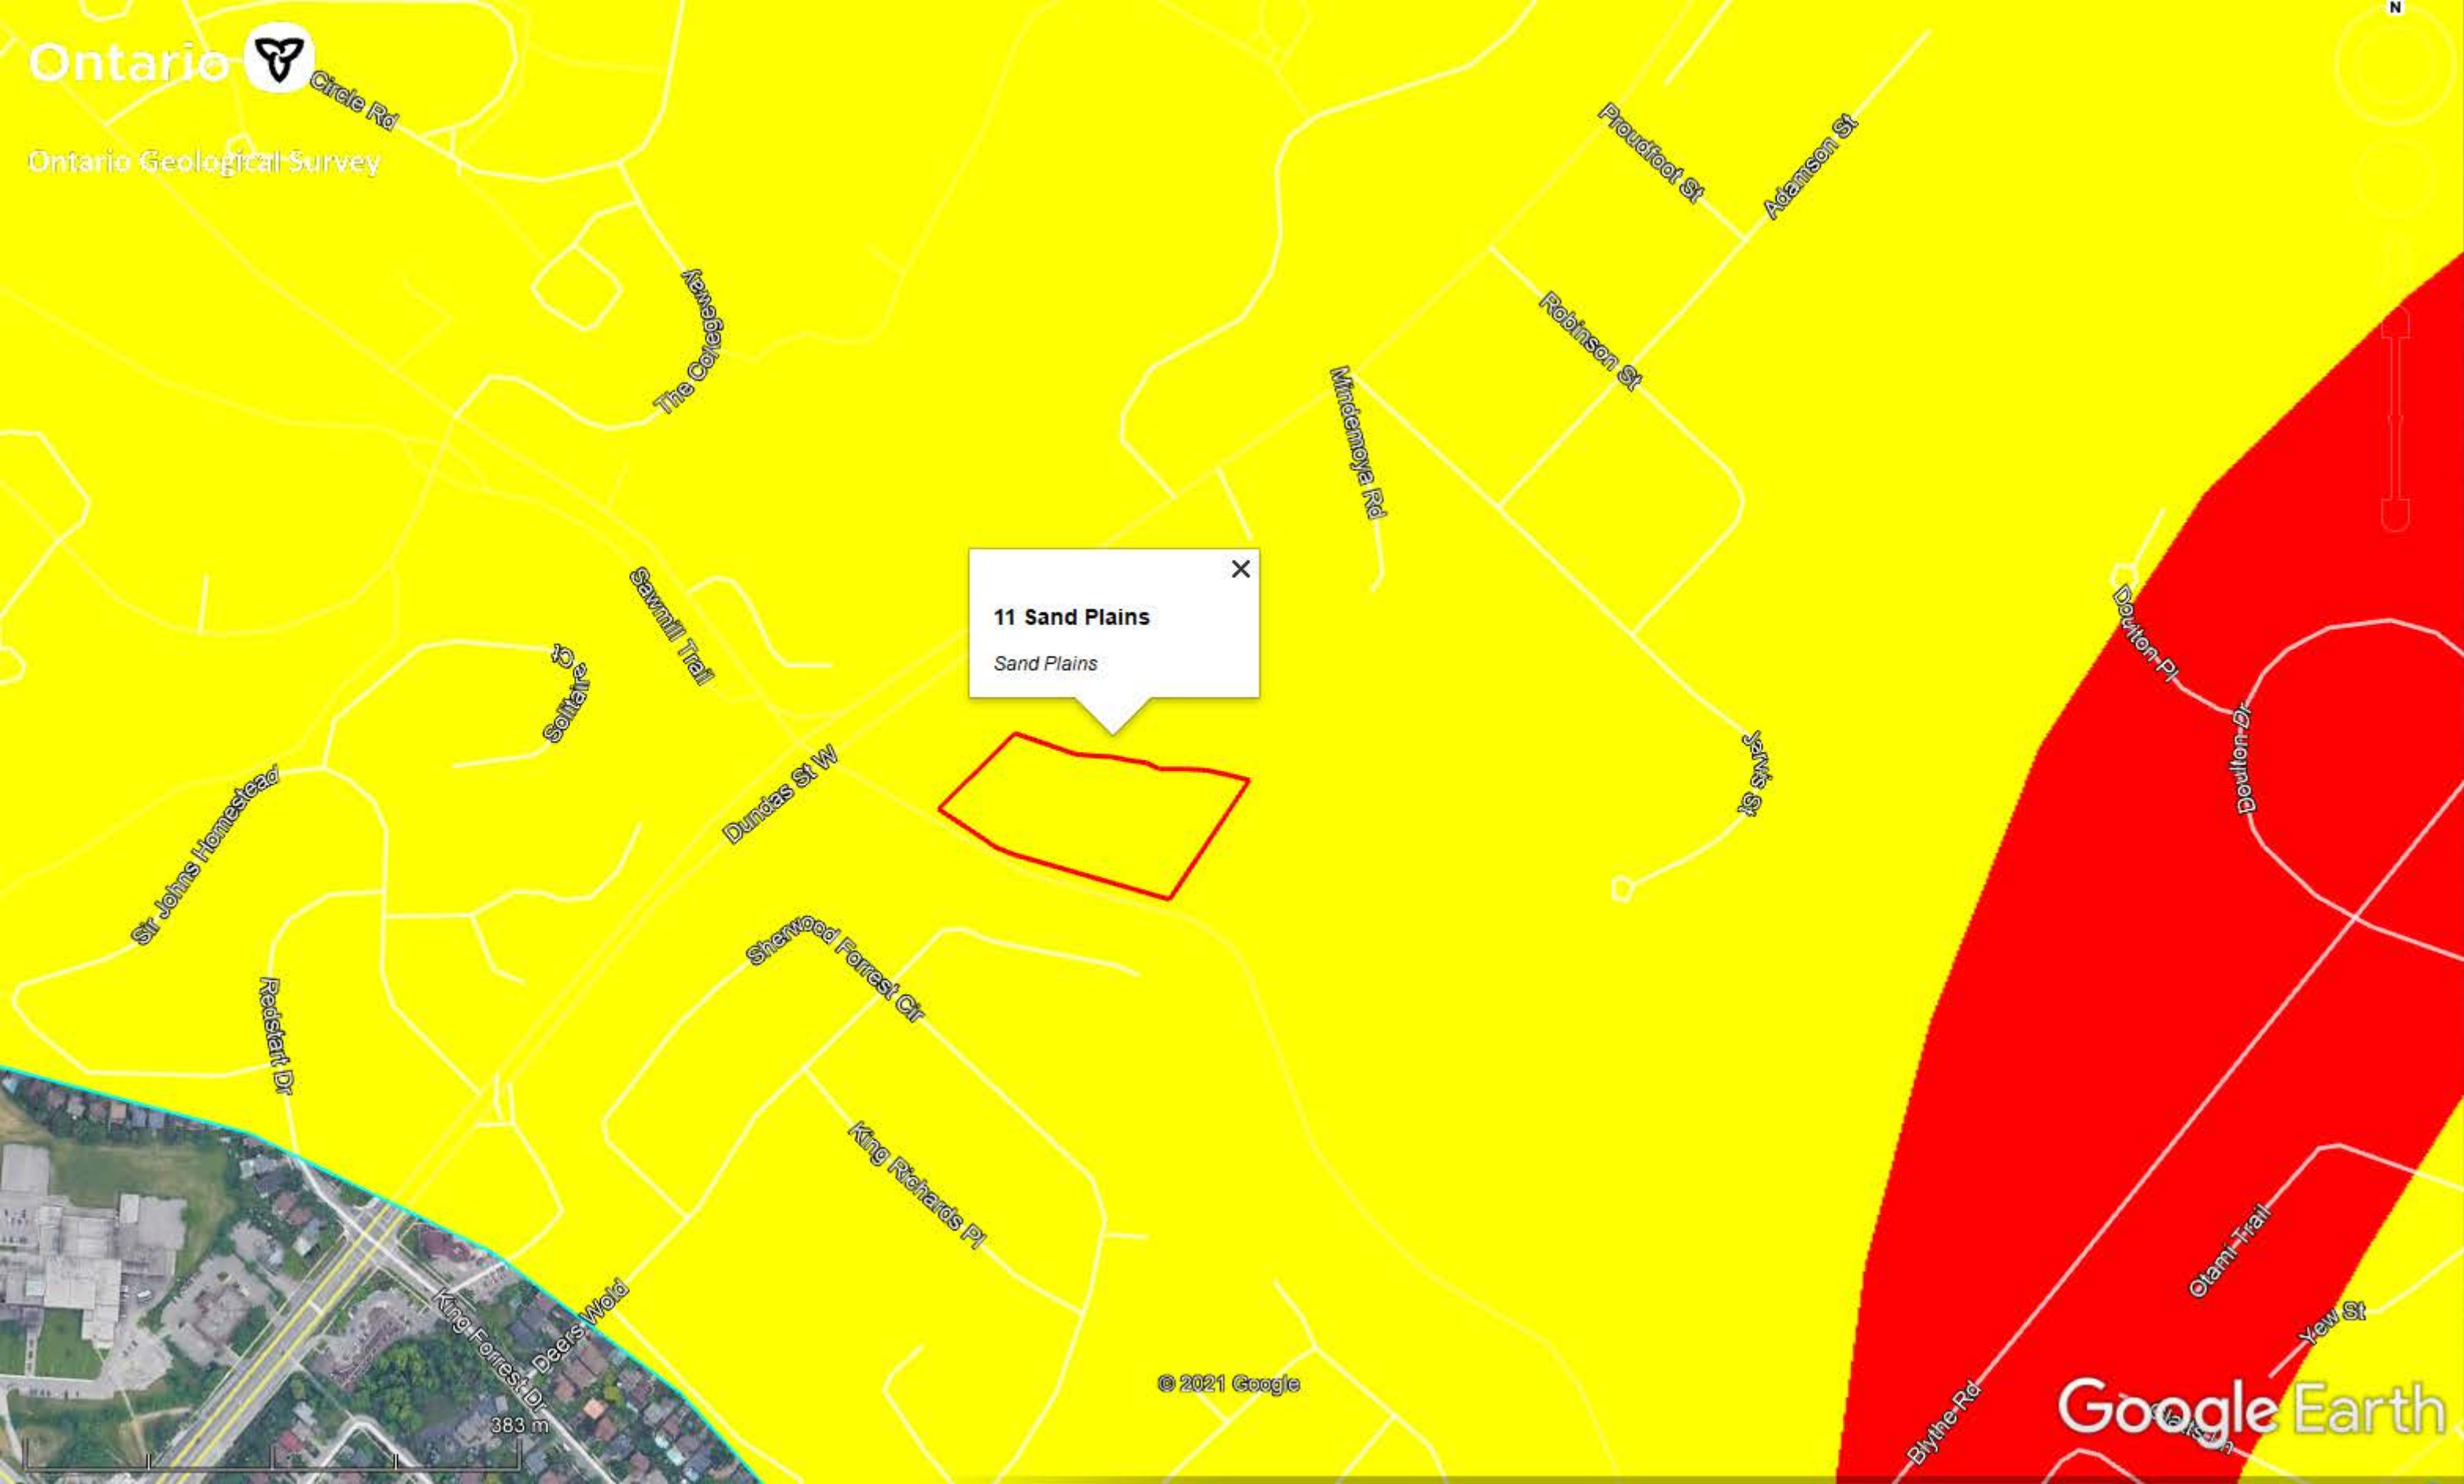 N
Ontario
Circle Rd
Ontario Geological Survey
Proudfoot St
Adamson St
The Collegeway
Robinson St
Mindemoya Rd
11 Sand Plains
Sand Plains
Sawmill Trail
Solitaire Ct
Doulton Pl
Doulton Dr
Jarvis St
Dundas St W
Sir Johns Homestead
Sherwood Forrest Cir
Redstart Dr
King Richards Pl
Otami Trail
Yew St
Deers Wold
King Forrest Dr
© 2021 Google
383 m
Blythe Rd
Google Earth